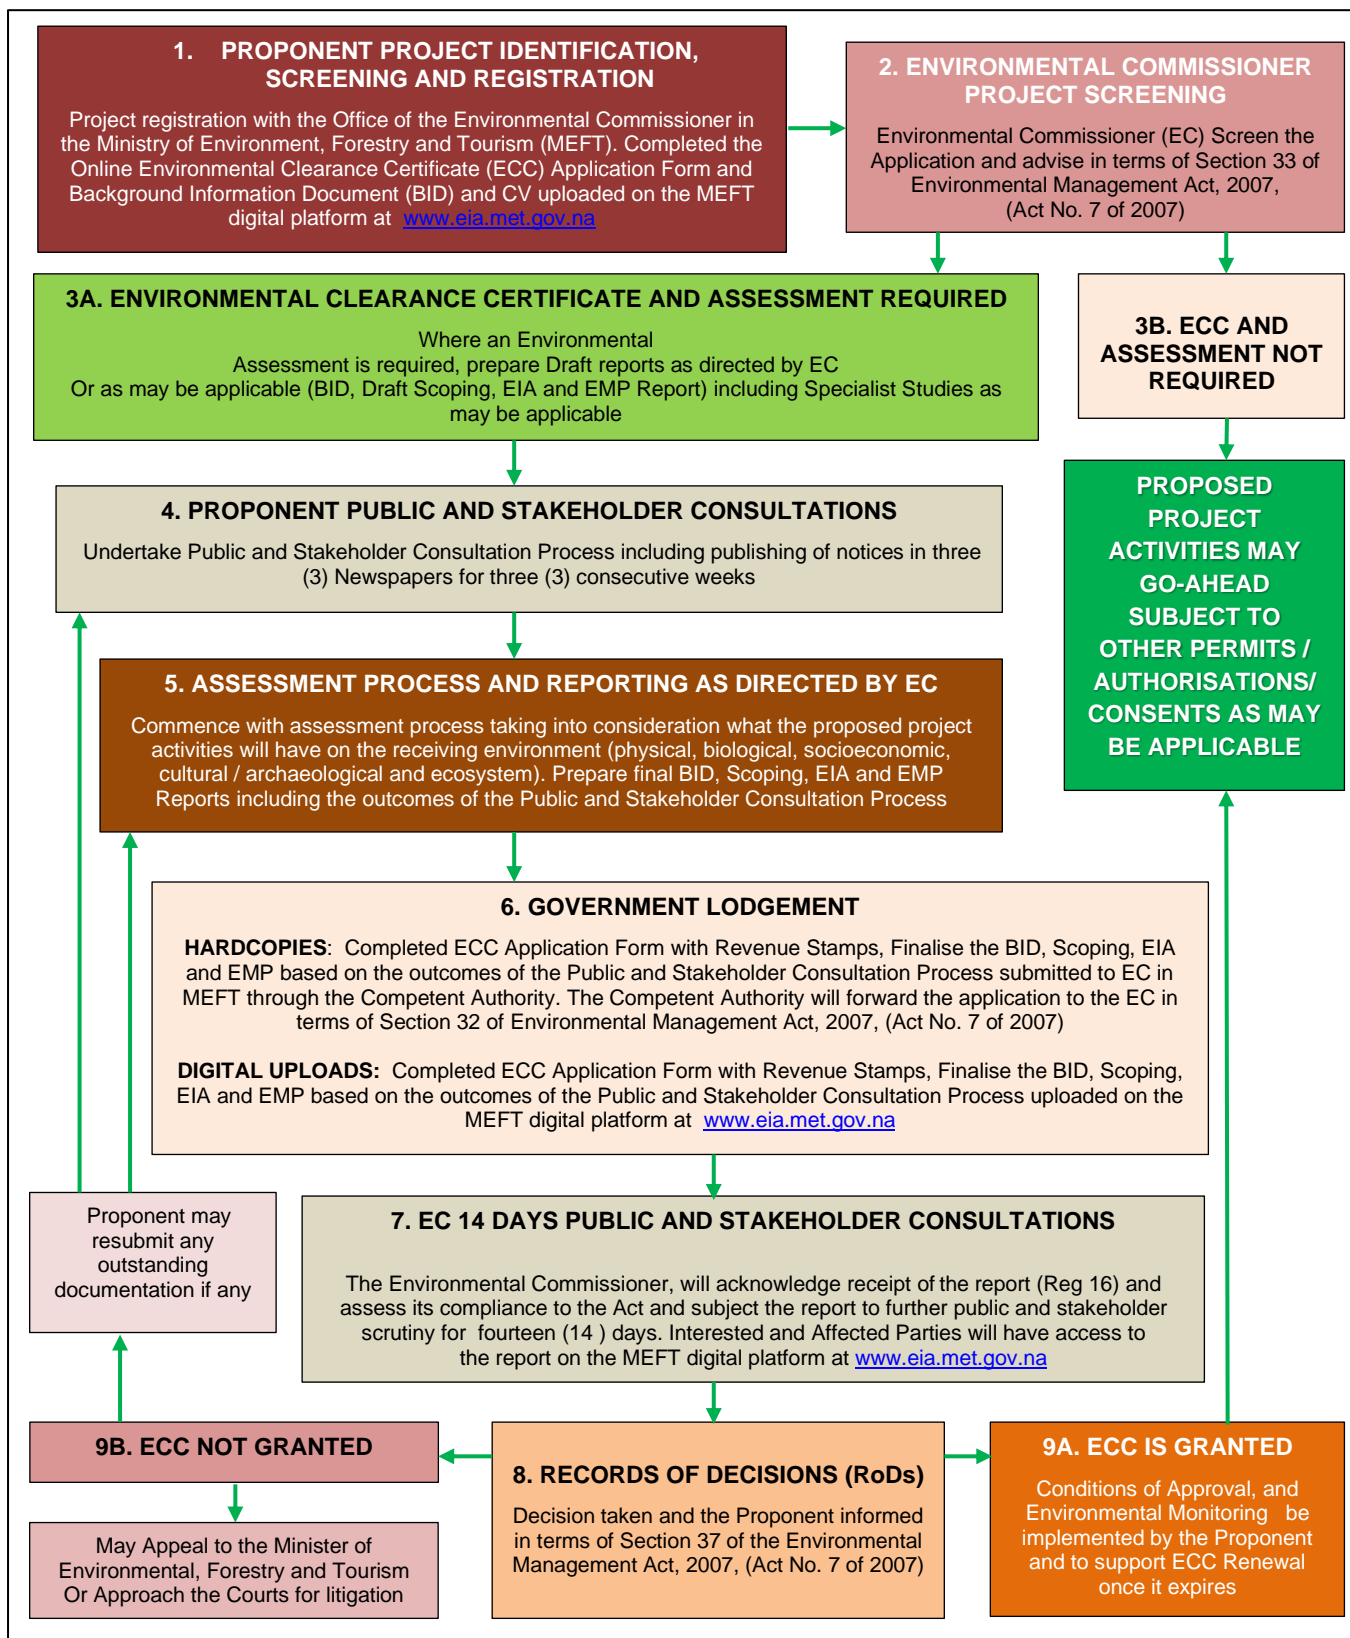 1. PROPONENT PROJECT IDENTIFICATION,
SCREENING AND REGISTRATION
Project registration with the Office of the Environmental Commissioner in
the Ministry of Environment, Forestry and Tourism (MEFT). Completed the
Online Environmental Clearance Certificate (ECC) Application Form and
Background Information Document (BID) and CV uploaded on the MEFT
digital platform at www.eia.met.gov.na
2. ENVIRONMENTAL COMMISSIONER
PROJECT SCREENING
Environmental Commissioner (EC) Screen the
Application and advise in terms of Section 33 of
Environmental Management Act, 2007,
(Act No. 7 of 2007)
3A. ENVIRONMENTAL CLEARANCE CERTIFICATE AND ASSESSMENT REQUIRED
Where an Environmental
Assessment is required, prepare Draft reports as directed by EC
Or as may be applicable (BID, Draft Scoping, EIA and EMP Report) including Specialist Studies as
may be applicable
3B. ECC AND
ASSESSMENT NOT
REQUIRED
4. PROPONENT PUBLIC AND STAKEHOLDER CONSULTATIONS
Undertake Public and Stakeholder Consultation Process including publishing of notices in three
(3) Newspapers for three (3) consecutive weeks
PROPOSED
PROJECT
ACTIVITIES MAY
GO-AHEAD
SUBJECT TO
OTHER PERMITS /
AUTHORISATIONS/
CONSENTS AS MAY
BE APPLICABLE
5. ASSESSMENT PROCESS AND REPORTING AS DIRECTED BY EC
Commence with assessment process taking into consideration what the proposed project
activities will have on the receiving environment (physical, biological, socioeconomic,
cultural / archaeological and ecosystem). Prepare final BID, Scoping, EIA and EMP
Reports including the outcomes of the Public and Stakeholder Consultation Process
6. GOVERNMENT LODGEMENT
HARDCOPIES: Completed ECC Application Form with Revenue Stamps, Finalise the BID, Scoping, EIA
and EMP based on the outcomes of the Public and Stakeholder Consultation Process submitted to EC in
MEFT through the Competent Authority. The Competent Authority will forward the application to the EC in
terms of Section 32 of Environmental Management Act, 2007, (Act No. 7 of 2007)
DIGITAL UPLOADS: Completed ECC Application Form with Revenue Stamps, Finalise the BID, Scoping,
EIA and EMP based on the outcomes of the Public and Stakeholder Consultation Process uploaded on the
MEFT digital platform at www.eia.met.gov.na
Proponent may
resubmit any
outstanding
documentation if any
7. EC 14 DAYS PUBLIC AND STAKEHOLDER CONSULTATIONS
The Environmental Commissioner, will acknowledge receipt of the report (Reg 16) and
assess its compliance to the Act and subject the report to further public and stakeholder
scrutiny for fourteen (14 ) days. Interested and Affected Parties will have access to
the report on the MEFT digital platform at www.eia.met.gov.na
9B. ECC NOT GRANTED
May Appeal to the Minister of
Environmental, Forestry and Tourism
Or Approach the Courts for litigation
8. RECORDS OF DECISIONS (RoDs)
Decision taken and the Proponent informed
in terms of Section 37 of the Environmental
Management Act, 2007, (Act No. 7 of 2007)
9A. ECC IS GRANTED
Conditions of Approval, and
Environmental Monitoring be
implemented by the Proponent
and to support ECC Renewal
once it expires